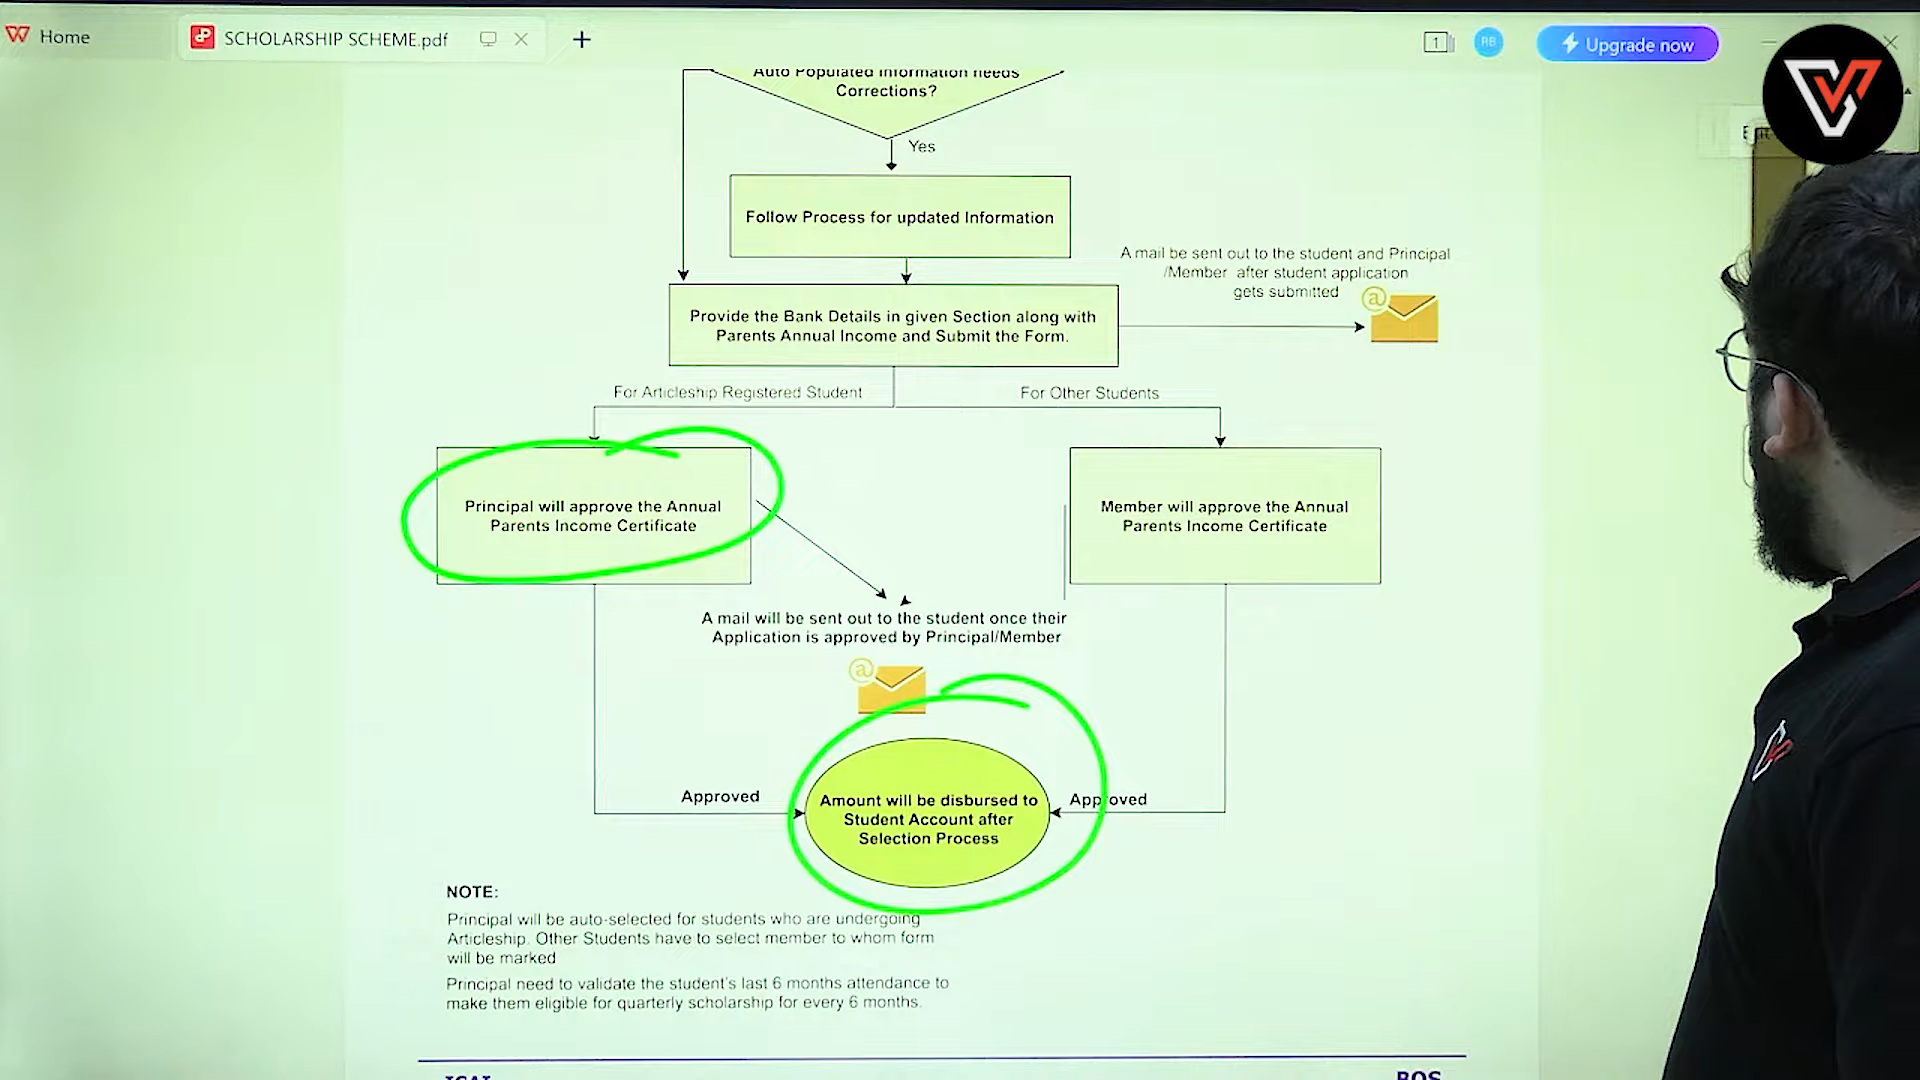 Home
SCHOLARSHIP SCHEME.pdf
1
RB
Upgrade now
Auto Populated Information needs
Corrections?
Yes
Follow Process for updated Information
A mail be sent out to the student and Principal
/Member after student application
gets submitted
Provide the Bank Details in given Section along with
Parents Annual Income and Submit the Form.
For Articleship Registered Student
For Other Students
Principal will approve the Annual
Parents Income Certificate
Member will approve the Annual
Parents Income Certificate
A mail will be sent out to the student once their
Application is approved by Principal/Member
Approved
Approved
Amount will be disbursed to
Student Account after
Selection Process
NOTE:
Principal will be auto-selected for students who are undergoing
Articleship. Other Students have to select member to whom form
will be marked
Principal need to validate the student's last 6 months attendance to
make them eligible for quarterly scholarship for every 6 months.
ICAI
BOS